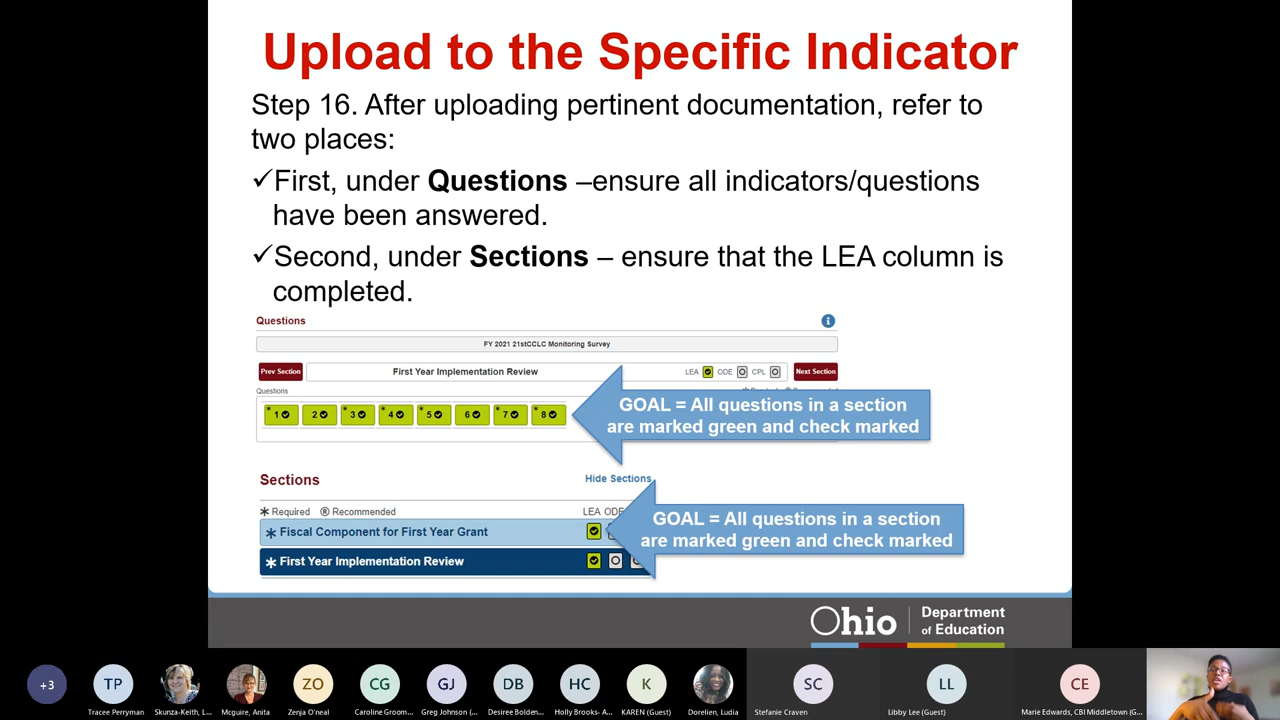 Upload to the Specific Indicator
Step 16. After uploading pertinent documentation, refer to
two places:
✓First, under Questions –ensure all indicators/questions
have been answered.
✓Second, under Sections – ensure that the LEA column is
completed.
Questions
FY 2021 21stCCLC Monitoring Survey
Prev Section
First Year Implementation Review
LEA ODE CPL
Next Section
Questions
* 1 2 * 3 * 4 * 5 6 * 7 * 8
GOAL = All questions in a section
are marked green and check marked
Sections
Hide Sections
* Required ® Recommended
LEA ODE
* Fiscal Component for First Year Grant
GOAL = All questions in a section
are marked green and check marked
* First Year Implementation Review
Ohio
Department
of Education
+3
TP
ZO
CG
GJ
DB
HC
K
SC
LL
CE
Tracee Perryman
Skunza-Keith, L...
Mcguire, Anita
Zenja O'neal
Caroline Groom...
Greg Johnson (...
Desiree Bolden...
Holly Brooks- A...
KAREN (Guest)
Dorelien, Ludia
Stefanie Craven
Libby Lee (Guest)
Marie Edwards, CBI Middletown (G...